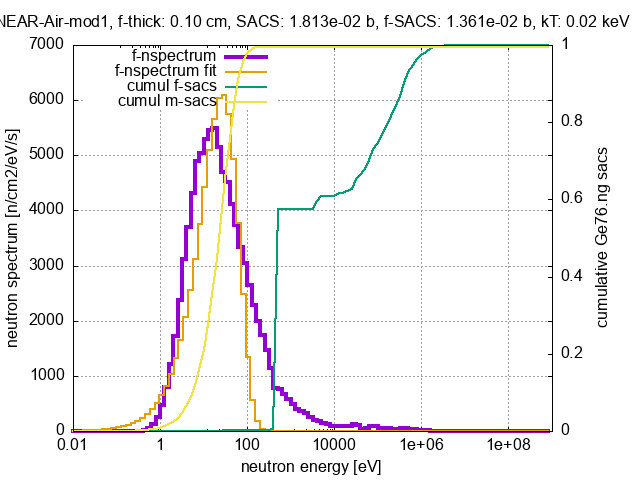 NEAR-Air-mod1, f-thick: 0.10 cm, SACS: 1.813e-02 b, f-SACS: 1.361e-02 b, kT: 0.02 keV
7000
6000
5000
4000
3000
2000
1000
0
1
0.8
0.6
0.4
0.2
0
f-nspectrum
f-nspectrum fit
cumul f-sacs
cumul m-sacs
neutron spectrum [n/cm2/eV/s]
cumulative Ge76.ng sacs
0.01 1 100 10000 1e+06 1e+08
neutron energy [eV]